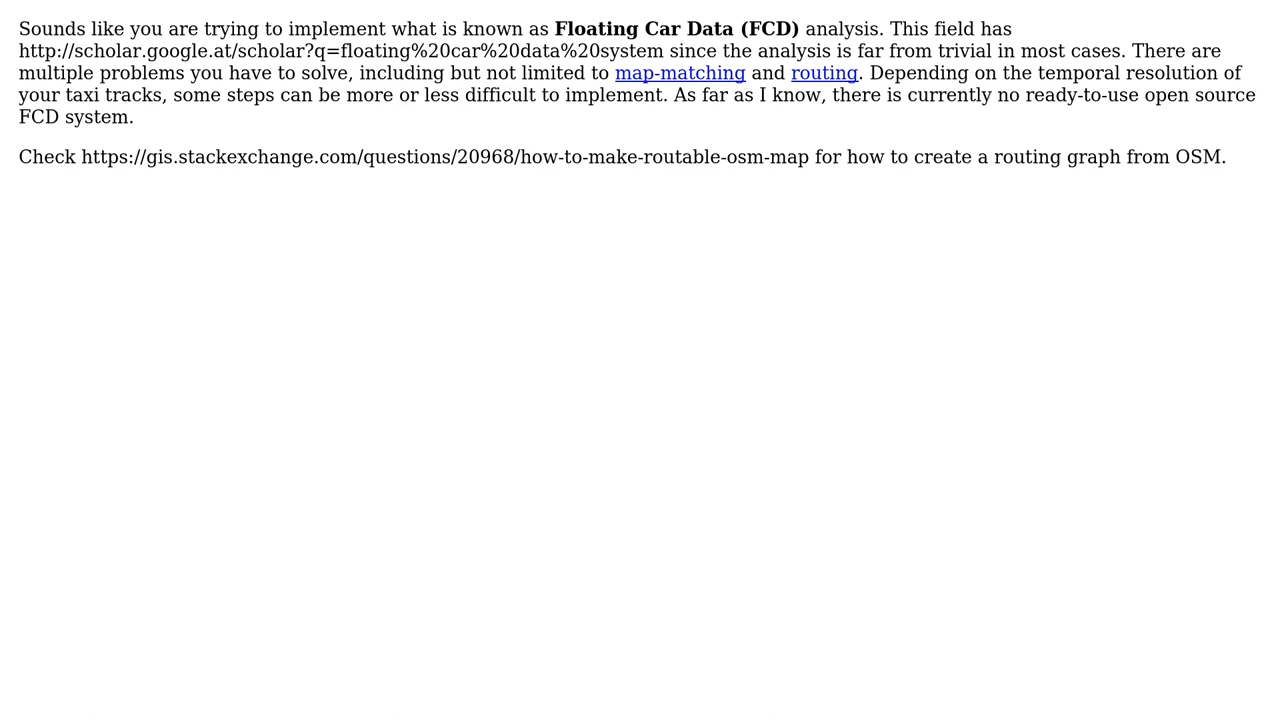 Sounds like you are trying to implement what is known as Floating Car Data (FCD) analysis. This field has
http://scholar.google.at/scholar?q=floating%20car%20data%20system since the analysis is far from trivial in most cases. There are
multiple problems you have to solve, including but not limited to map-matching and routing. Depending on the temporal resolution of
your taxi tracks, some steps can be more or less difficult to implement. As far as I know, there is currently no ready-to-use open source
FCD system.
Check https://gis.stackexchange.com/questions/20968/how-to-make-routable-osm-map for how to create a routing graph from OSM.